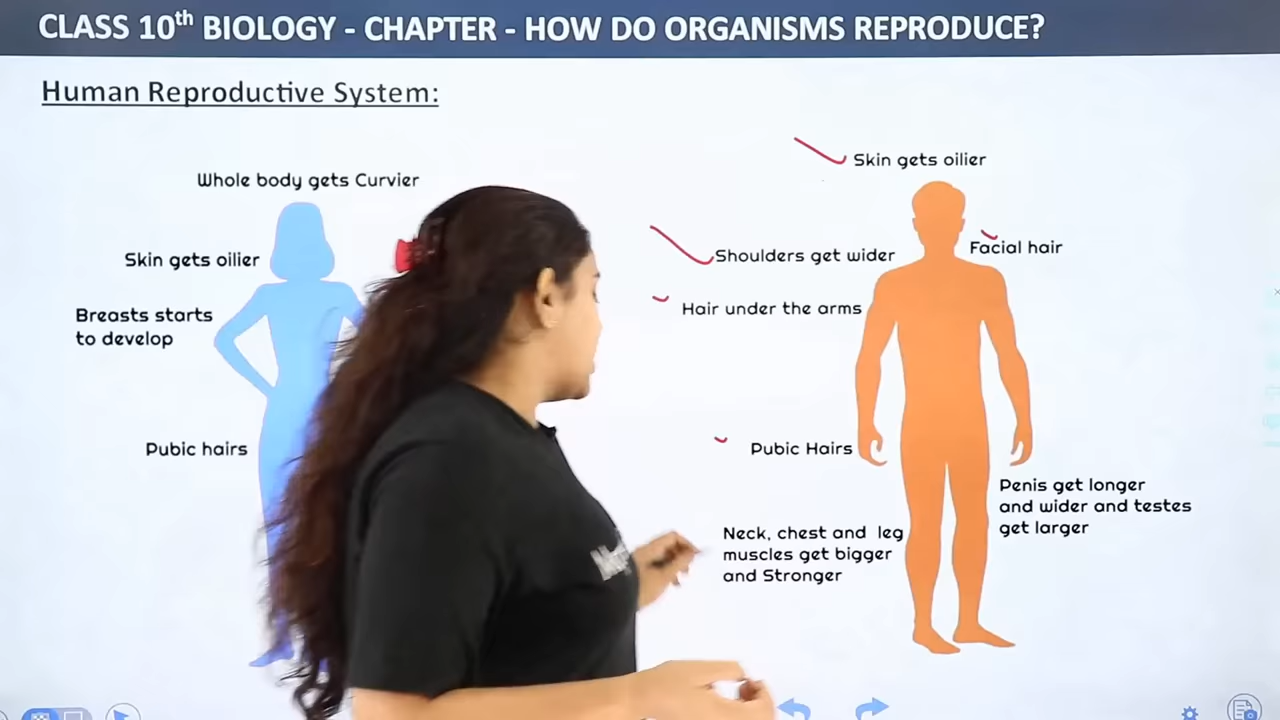 CLASS 10th BIOLOGY - CHAPTER - HOW DO ORGANISMS REPRODUCE?
Human Reproductive System:
Whole body gets Curvier
Skin gets oilier
Breasts starts
to develop
Pubic hairs
Skin gets oilier
Shoulders get wider
Facial hair
Hair under the arms
Pubic Hairs
Penis get longer
and wider and testes
get larger
Neck, chest and leg
muscles get bigger
and Stronger